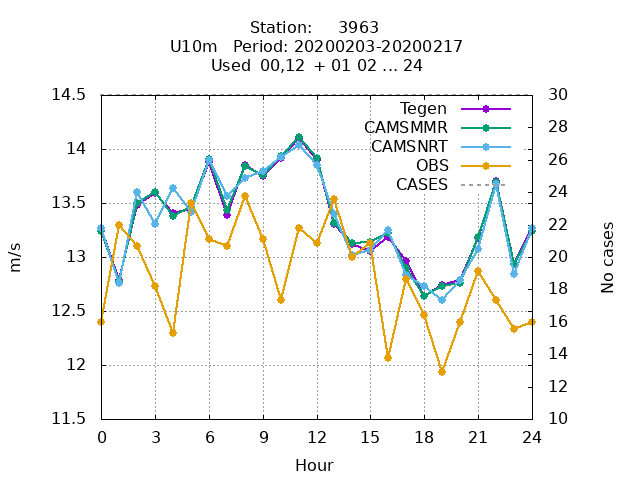 Station:     3963
U10m   Period: 20200203-20200217
Used  00,12  + 01 02 ... 24
14.5
14
13.5
13
12.5
12
11.5
30
28
26
24
22
20
18
16
14
12
10
Tegen
CAMSMMR
CAMSNRT
OBS
CASES
m/s
No cases
0 3 6 9 12 15 18 21 24
Hour